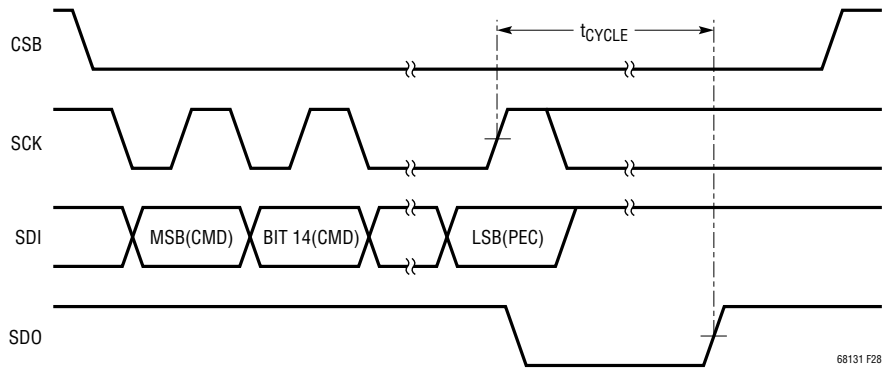 CSB
tCYCLE
SCK
SDI
MSB(CMD)
BIT 14(CMD)
LSB(PEC)
SDO
68131 F28